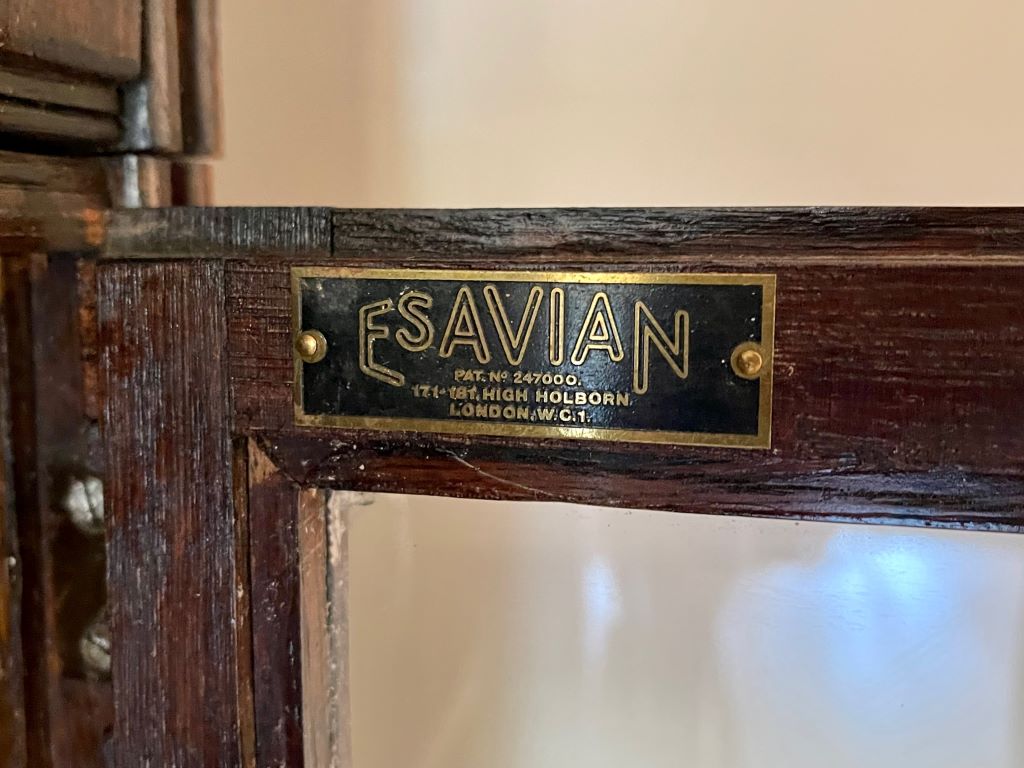 ESAVIAN
PAT. Nº 247000.
171-181, HIGH HOLBORN
LONDON, W.C.1.